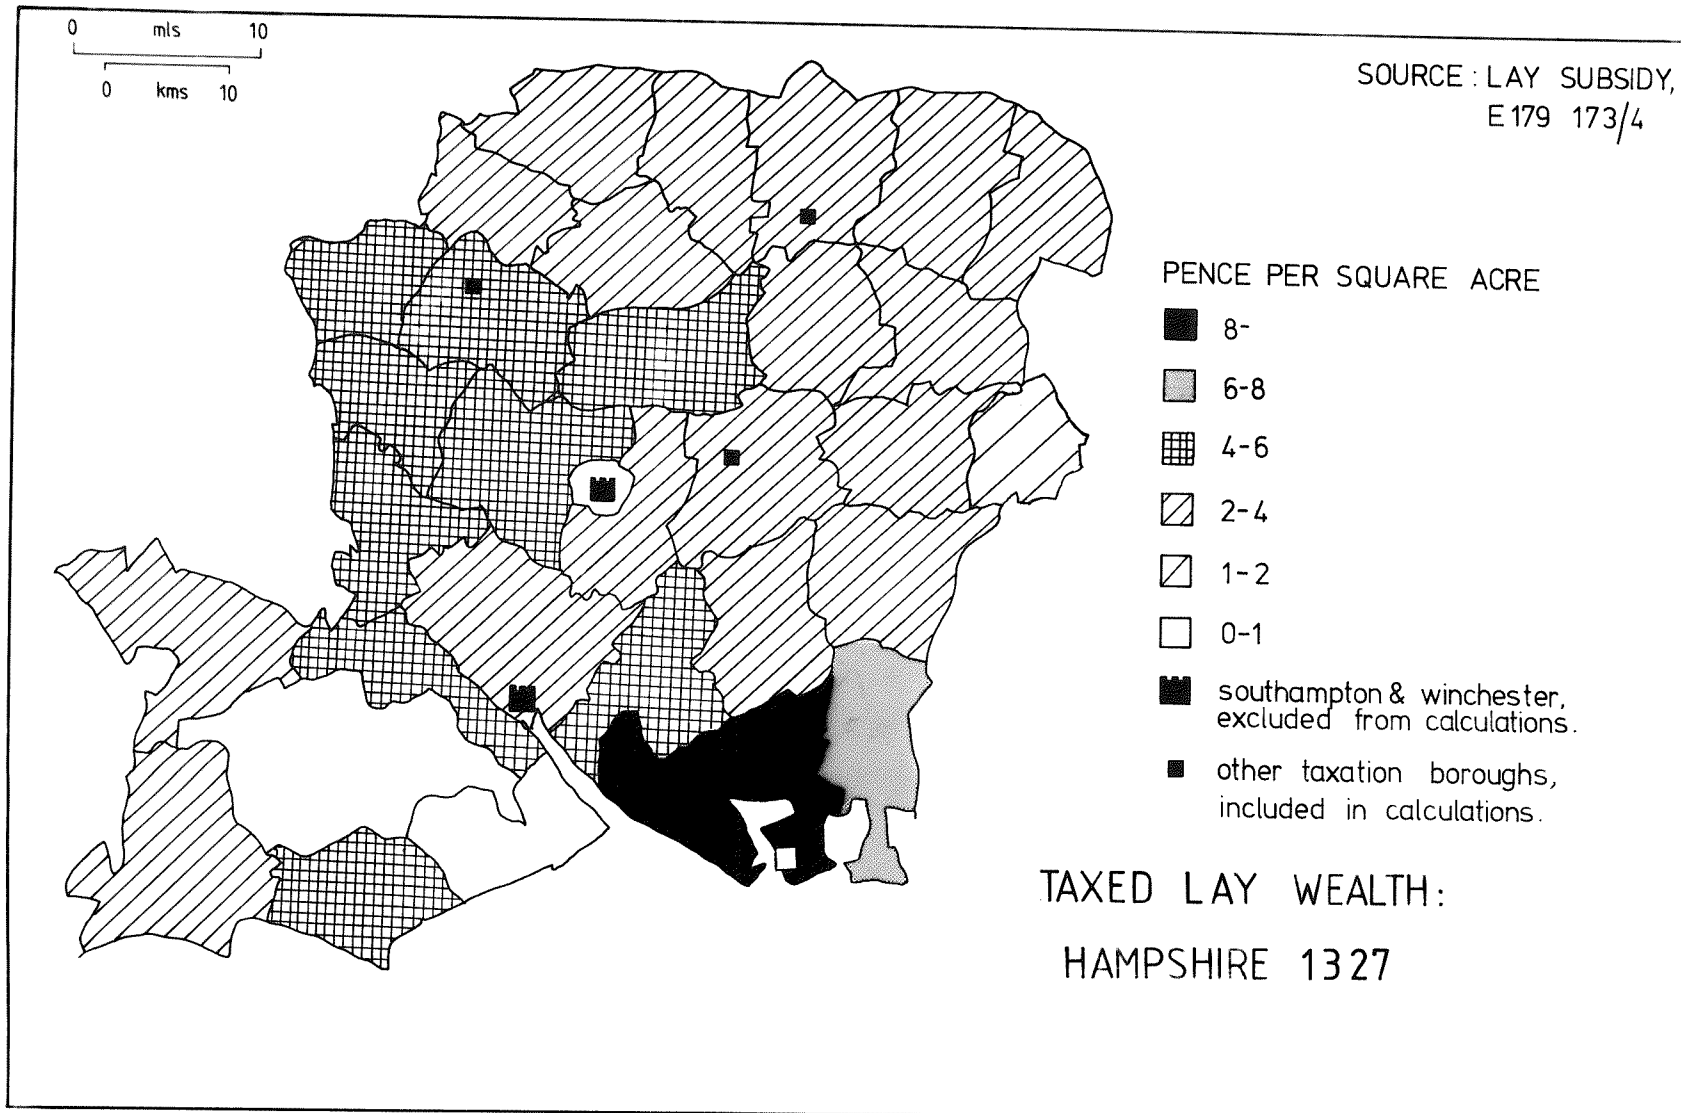 0 mls 10
0 kms 10
SOURCE : LAY SUBSIDY,
E 179 173/4
PENCE PER SQUARE ACRE
8-
6-8
4-6
2-4
1-2
0-1
southampton & winchester,
excluded from calculations.
other taxation boroughs,
included in calculations.
TAXED LAY WEALTH:
HAMPSHIRE 1327